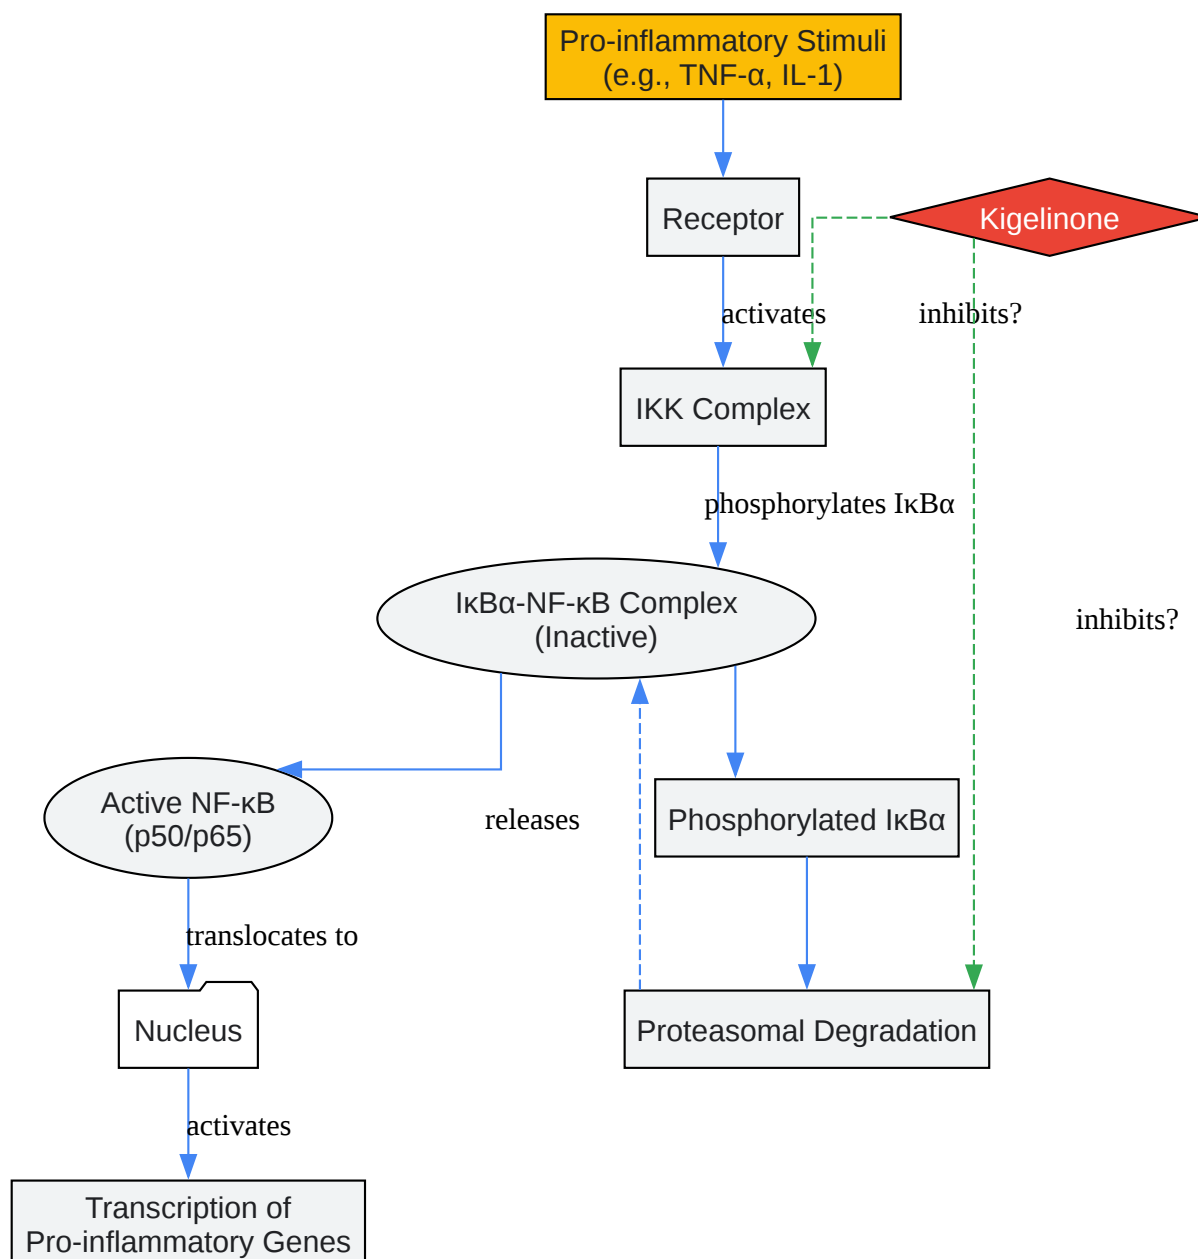 Pro-inflammatory Stimuli
(e.g., TNF-α, IL-1)
Receptor
Kigelinone
activates
inhibits?
IKK Complex
phosphorylates IκBα
IκBα-NF-κB Complex
(Inactive)
inhibits?
Active NF-κB
(p50/p65)
releases
Phosphorylated IκBα
translocates to
Nucleus
Proteasomal Degradation
activates
Transcription of
Pro-inflammatory Genes